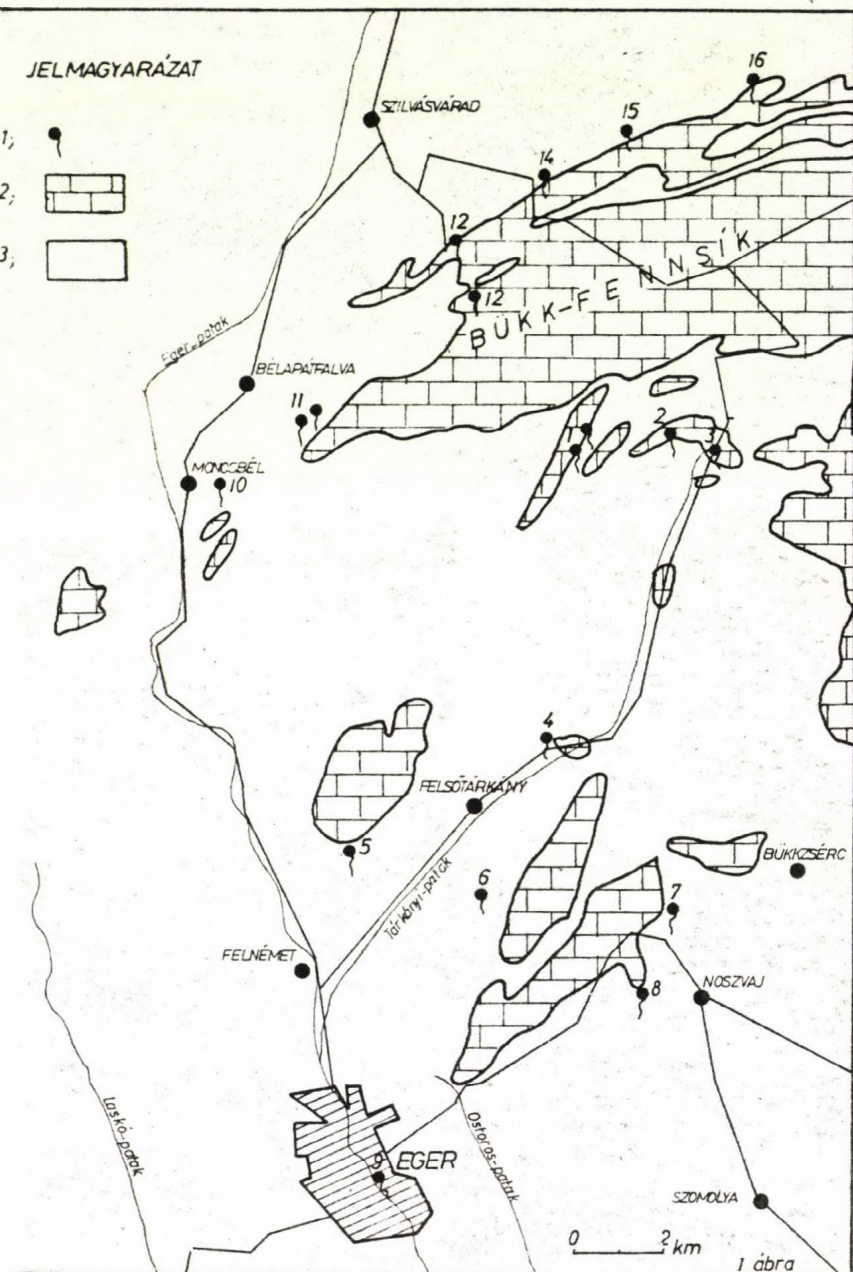 JELMAGYARÁZAT
1;
2;
3;
SZILVÁSVÁRAD
16
15
14
12
12
BÜKK-FENNSÍK
Eger-patak
BÉLAPÁTFALVA
11
1
2
3
MONOSBÉL
10
4
FELSŐTÁRKÁNY
5
Tárkányi-patak
6
7
BÜKKZSÉRC
FELNÉMET
8
NOSZVAJ
Laskó-patak
Ostoros-patak
9 EGER
SZOMOLYA
0 2 km
1 ábra